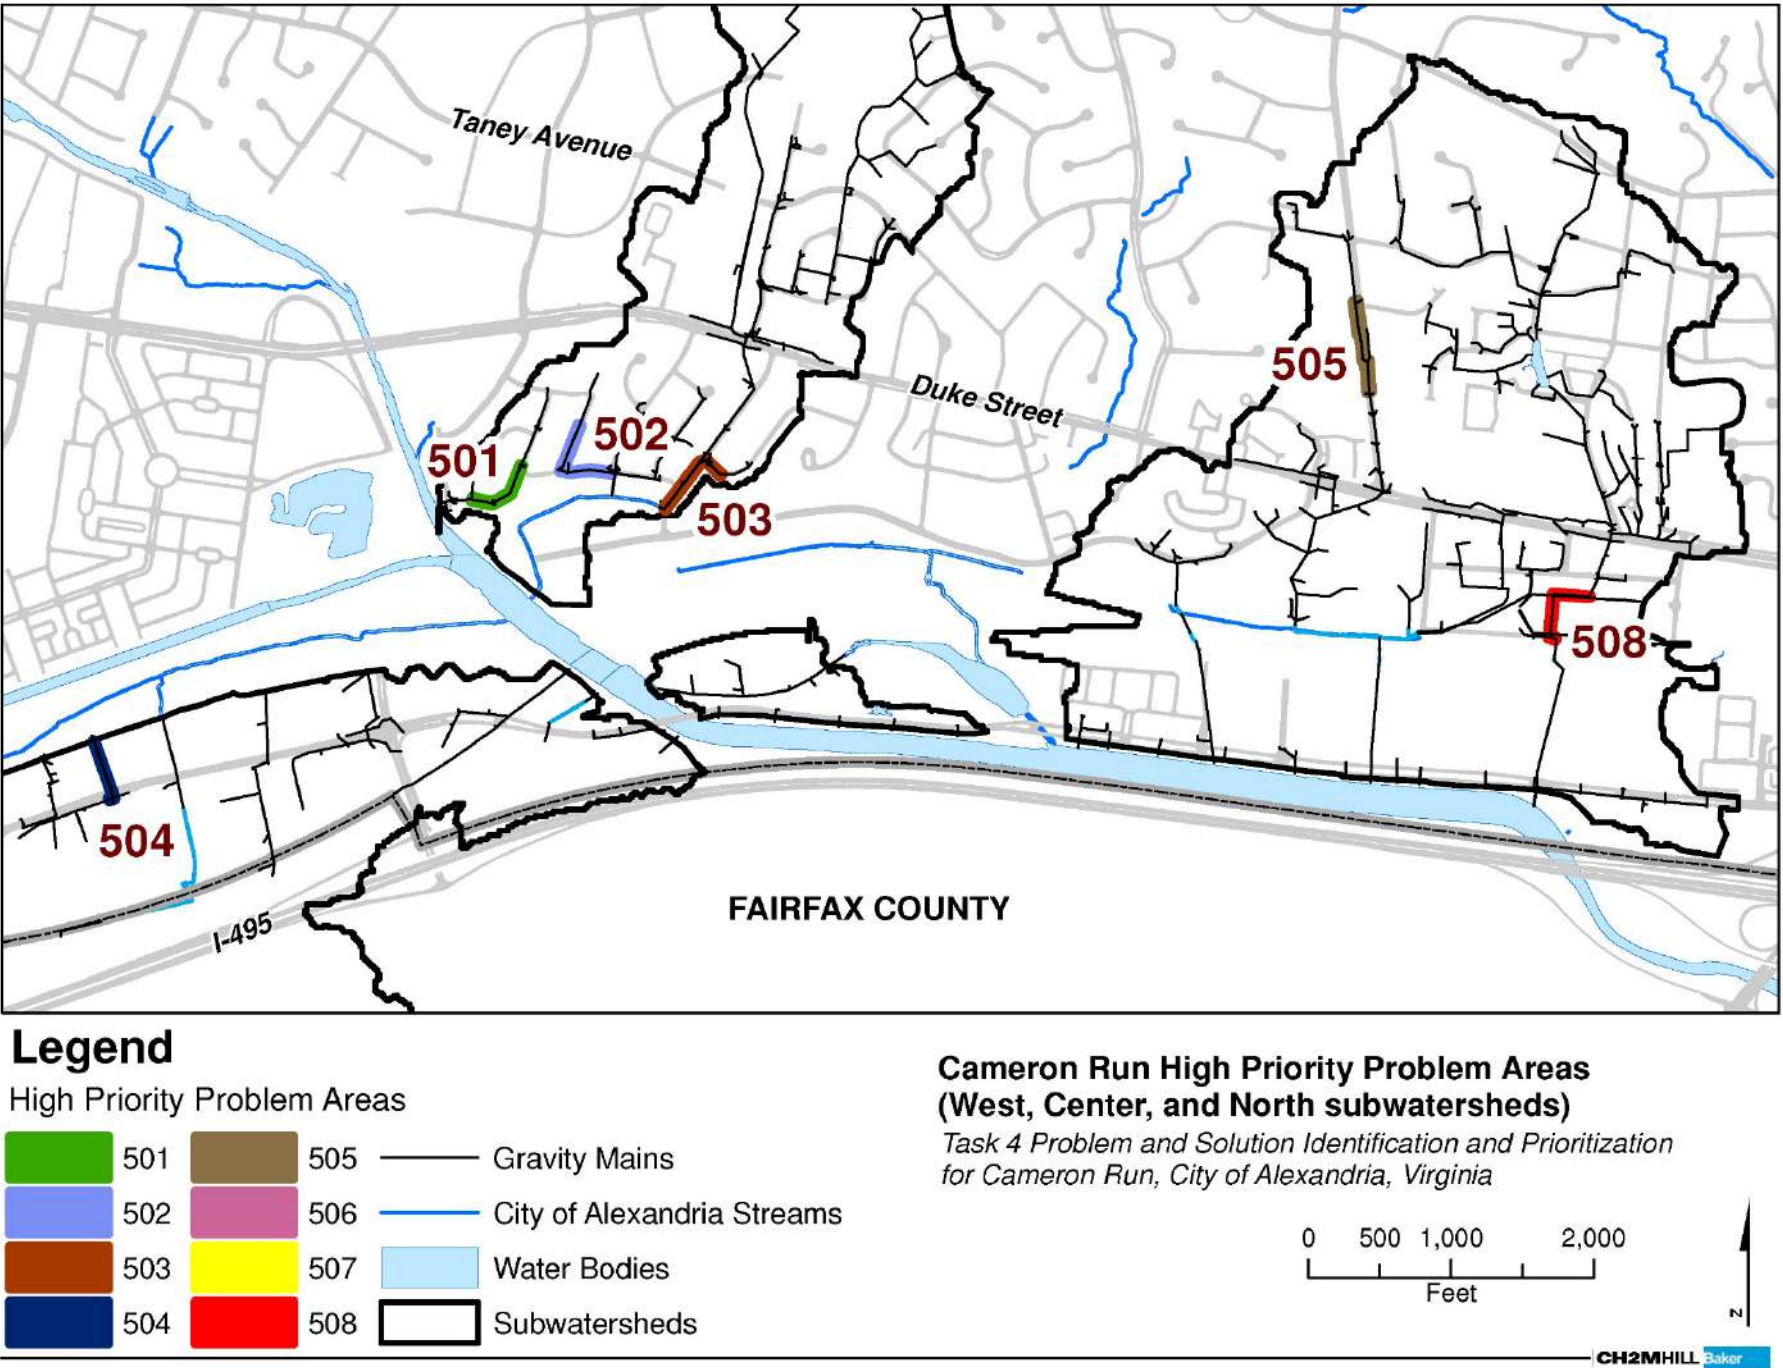 Taney Avenue
Duke Street
505
502
501
503
508
504
I-495
FAIRFAX COUNTY
Legend
High Priority Problem Areas
501
502
503
504
505
506
507
508
Gravity Mains
City of Alexandria Streams
Water Bodies
Subwatersheds
Cameron Run High Priority Problem Areas
(West, Center, and North subwatersheds)
Task 4 Problem and Solution Identification and Prioritization
for Cameron Run, City of Alexandria, Virginia
0 500 1,000 2,000
Feet
N
CH2MHILL Baker